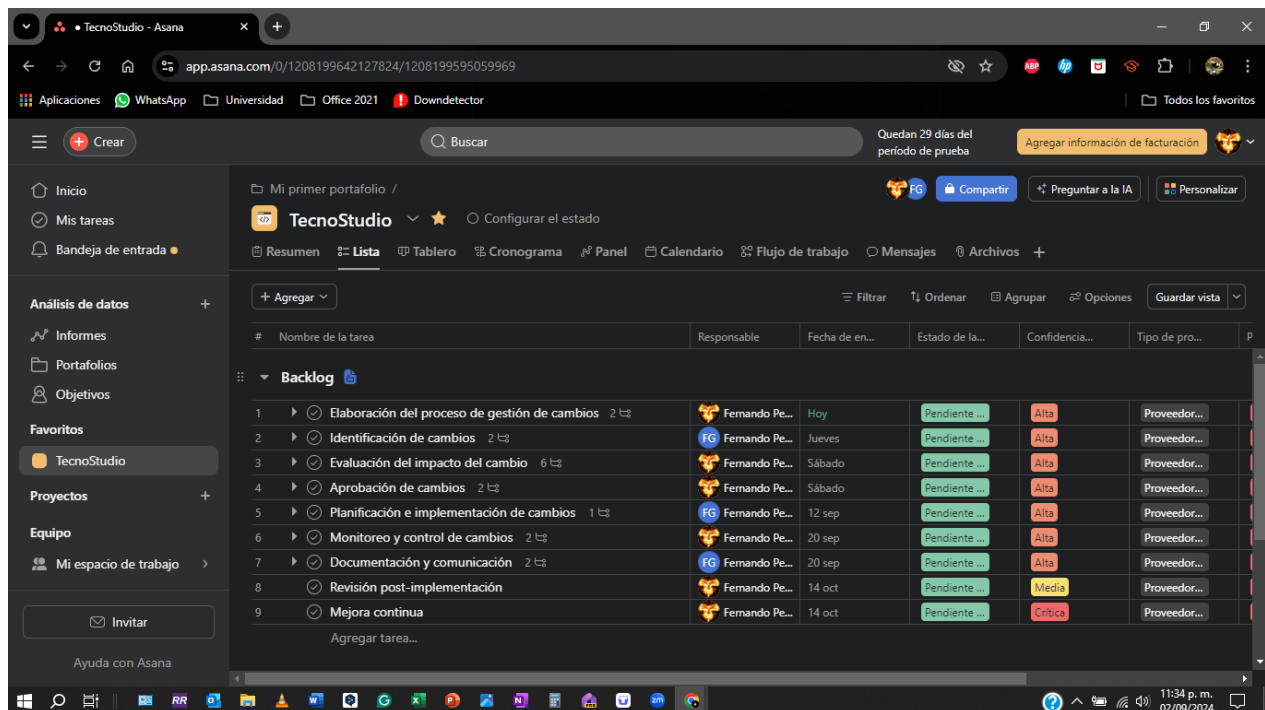 TecnoStudio - Asana
app.asana.com/0/1208199642127824/1208199595059969
ABP hp
Aplicaciones WhatsApp Universidad Office 2021 Downdetector Todos los favoritos
Crear Buscar Quedan 29 días del Agregar información de facturación
período de prueba
Inicio
Mis tareas
Bandeja de entrada
Análisis de datos +
Informes
Portafolios
Objetivos
Favoritos
TecnoStudio
Proyectos +
Equipo
Mi espacio de trabajo
Invitar
Ayuda con Asana
Mi primer portafolio / FG Compartir Preguntar a la IA Personalizar
TecnoStudio Configurar el estado
Resumen Lista Tablero Cronograma Panel Calendario Flujo de trabajo Mensajes Archivos +
+ Agregar Filtrar Ordenar Agrupar Opciones Guardar vista
# Nombre de la tarea Responsable Fecha de en... Estado de la... Confidencia... Tipo de pro... P
Backlog
1 Elaboración del proceso de gestión de cambios 2 Fernando Pe... Hoy Pendiente ... Alta Proveedor...
2 Identificación de cambios 2 FG Fernando Pe... Jueves Pendiente ... Alta Proveedor...
3 Evaluación del impacto del cambio 6 Fernando Pe... Sábado Pendiente ... Alta Proveedor...
4 Aprobación de cambios 2 Fernando Pe... Sábado Pendiente ... Alta Proveedor...
5 Planificación e implementación de cambios 1 FG Fernando Pe... 12 sep Pendiente ... Alta Proveedor...
6 Monitoreo y control de cambios 2 Fernando Pe... 20 sep Pendiente ... Alta Proveedor...
7 Documentación y comunicación 2 FG Fernando Pe... 20 sep Pendiente ... Alta Proveedor...
8 Revisión post-implementación Fernando Pe... 14 oct Pendiente ... Media Proveedor...
9 Mejora continua Fernando Pe... 14 oct Pendiente ... Crítica Proveedor...
Agregar tarea...
RR zm 11:34 p. m.
02/09/2024